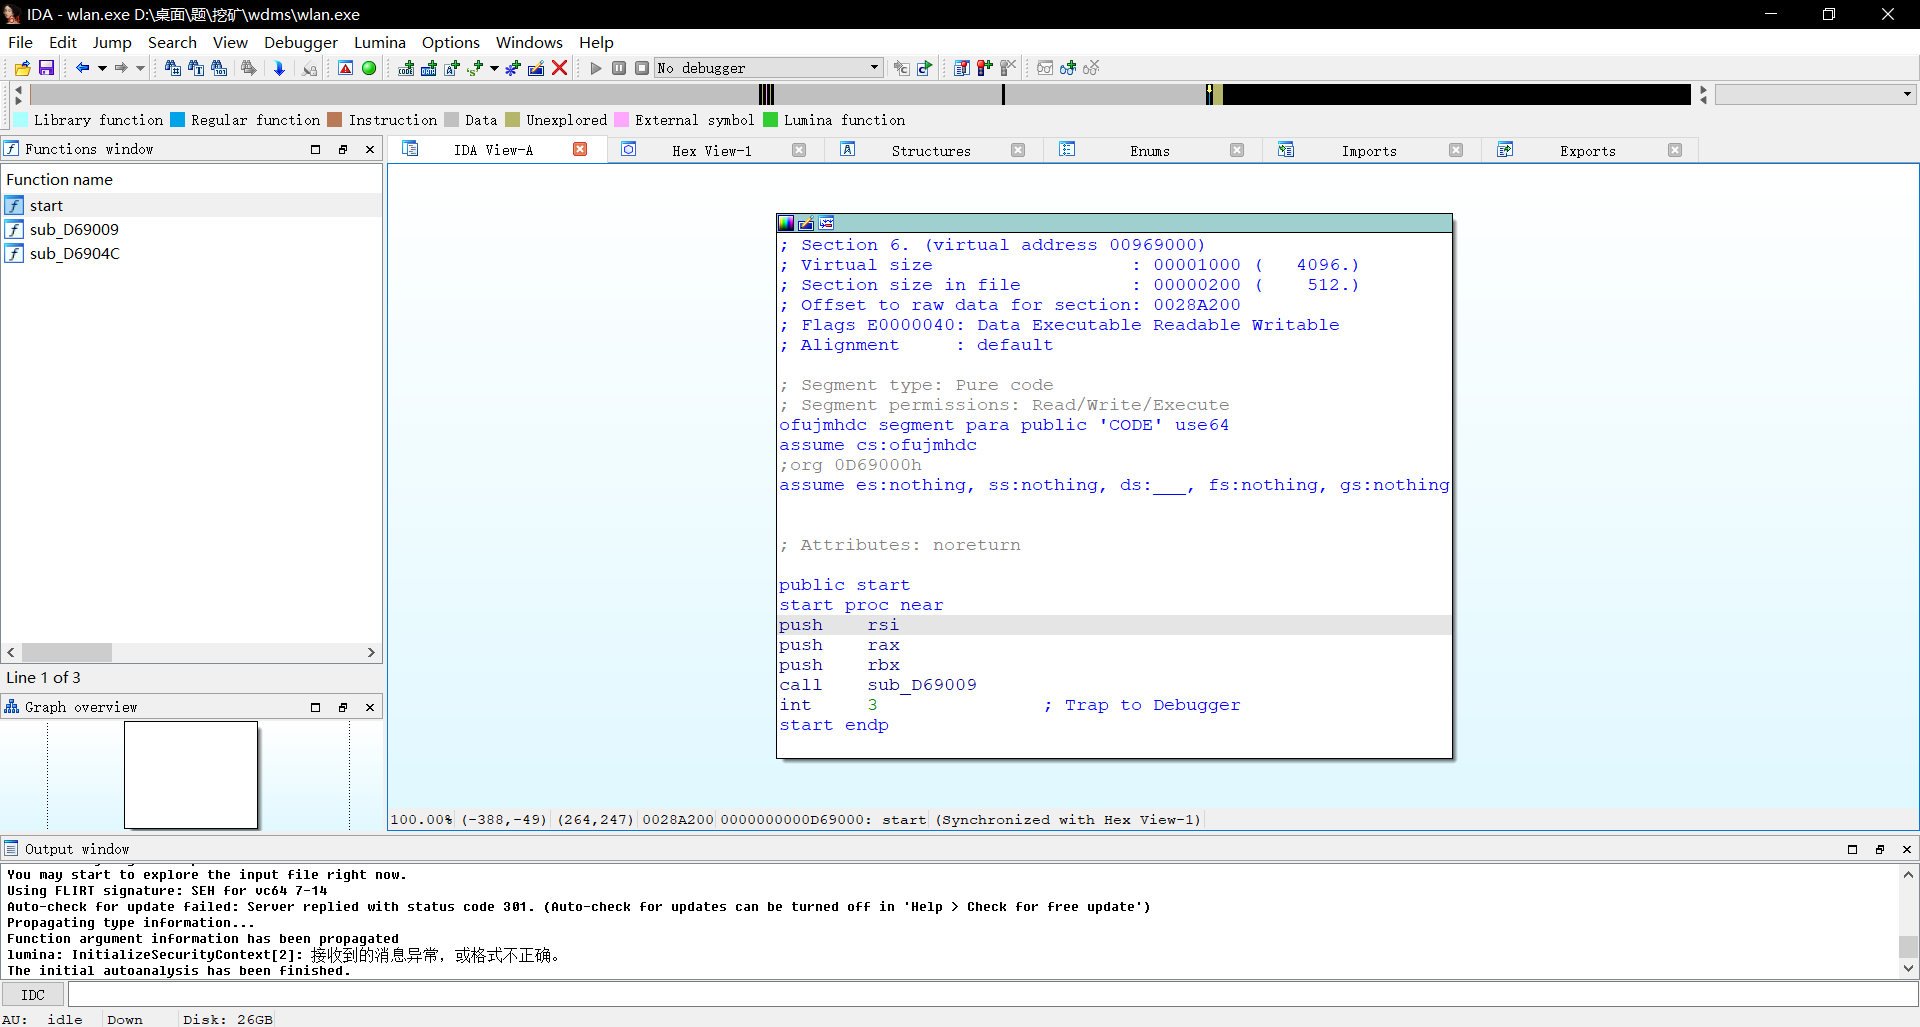 IDA - wlan.exe D:\桌面\题\挖矿\wdms\wlan.exe
File Edit Jump Search View Debugger Lumina Options Windows Help
No debugger
Library function Regular function Instruction Data Unexplored External symbol Lumina function
Functions window
IDA View-A Hex View-1 Structures Enums Imports Exports
Function name
start
sub_D69009
sub_D6904C
Line 1 of 3
Graph overview
; Section 6. (virtual address 00969000)
; Virtual size : 00001000 ( 4096.)
; Section size in file : 00000200 ( 512.)
; Offset to raw data for section: 0028A200
; Flags E0000040: Data Executable Readable Writable
; Alignment : default
; Segment type: Pure code
; Segment permissions: Read/Write/Execute
ofujmhdc segment para public 'CODE' use64
assume cs:ofujmhdc
;org 0D69000h
assume es:nothing, ss:nothing, ds:___, fs:nothing, gs:nothing
; Attributes: noreturn
public start
start proc near
push rsi
push rax
push rbx
call sub_D69009
int 3 ; Trap to Debugger
start endp
100.00% (-388,-49) (264,247) 0028A200 0000000000D69000: start (Synchronized with Hex View-1)
Output window
You may start to explore the input file right now.
Using FLIRT signature: SEH for vc64 7-14
Auto-check for update failed: Server replied with status code 301. (Auto-check for updates can be turned off in 'Help > Check for free update')
Propagating type information...
Function argument information has been propagated
lumina: InitializeSecurityContext[2]: 接收到的消息异常，或格式不正确。
The initial autoanalysis has been finished.
IDC
AU: idle Down Disk: 26GB